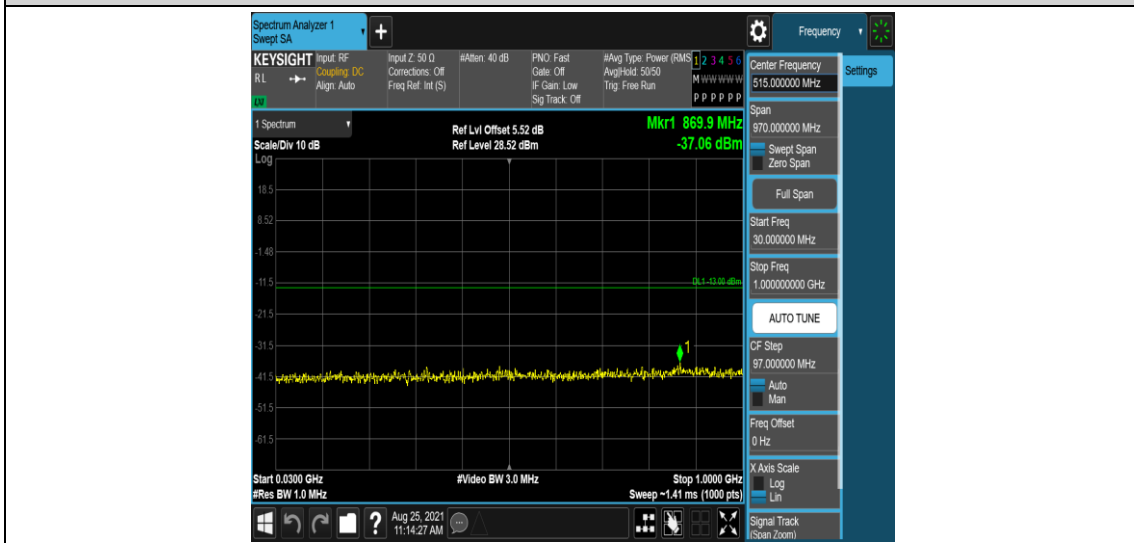 Spectrum Analyzer 1
Swept SA
+
Frequency
KEYSIGHT
RL
LXI
Input: RF
Coupling: DC
Align: Auto
Input Z: 50 Ω
Corrections: Off
Freq Ref: Int (S)
#Atten: 40 dB
PNO: Fast
Gate: Off
IF Gain: Low
Sig Track: Off
#Avg Type: Power (RMS
Avg|Hold: 50/50
Trig: Free Run
1 2 3 4 5 6
M W W W W W
P P P P P P
1 Spectrum
Scale/Div 10 dB
Ref Lvl Offset 5.52 dB
Ref Level 28.52 dBm
Mkr1 869.9 MHz
-37.06 dBm
Log
18.5
8.52
-1.48
-11.5
DL1 -13.00 dBm
-21.5
-31.5
1
-41.5
-51.5
-61.5
Start 0.0300 GHz
#Video BW 3.0 MHz
Stop 1.0000 GHz
#Res BW 1.0 MHz
Sweep ~1.41 ms (1000 pts)
?
Aug 25, 2021
11:14:27 AM
Center Frequency
515.000000 MHz
Settings
Span
970.000000 MHz
Swept Span
Zero Span
Full Span
Start Freq
30.000000 MHz
Stop Freq
1.000000000 GHz
AUTO TUNE
CF Step
97.000000 MHz
Auto
Man
Freq Offset
0 Hz
X Axis Scale
Log
Lin
Signal Track
(Span Zoom)